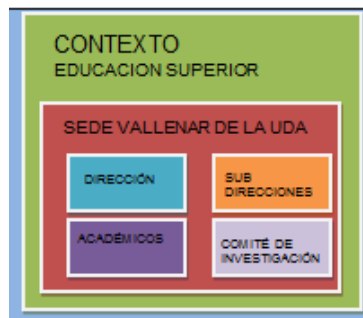 CONTEXTO
EDUCACION SUPERIOR
SEDE VALLENAR DE LA UDA
DIRECCIÓN
SUB
DIRECCIONES
ACADÉMICOS
COMITÉ DE
INVESTIGACIÓN